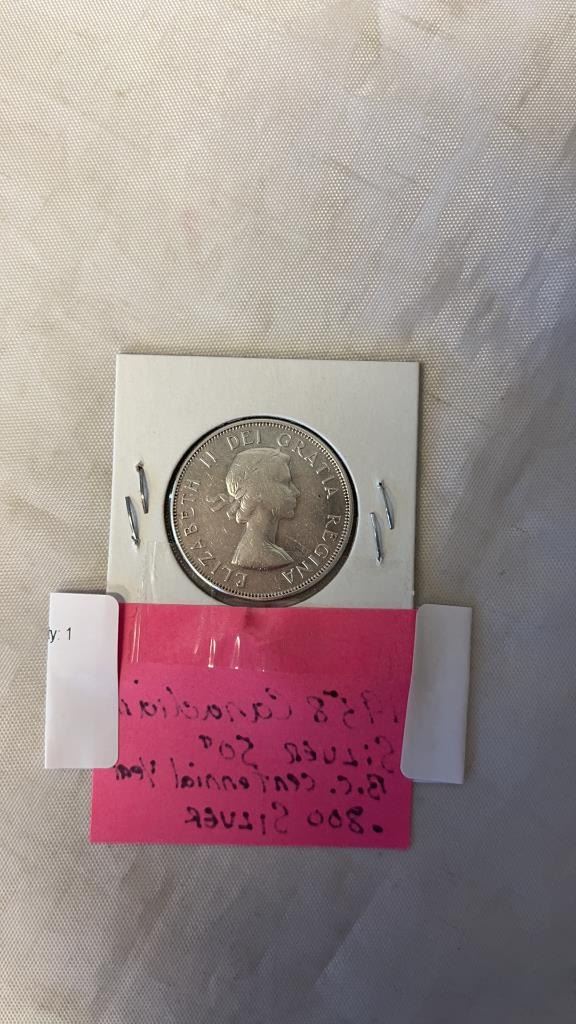 ELIZABETH II DEI GRATIA REGINA
y: 1
1958 Canadian
SILVER 50¢
B.C. centennial Year
.800 SILVER